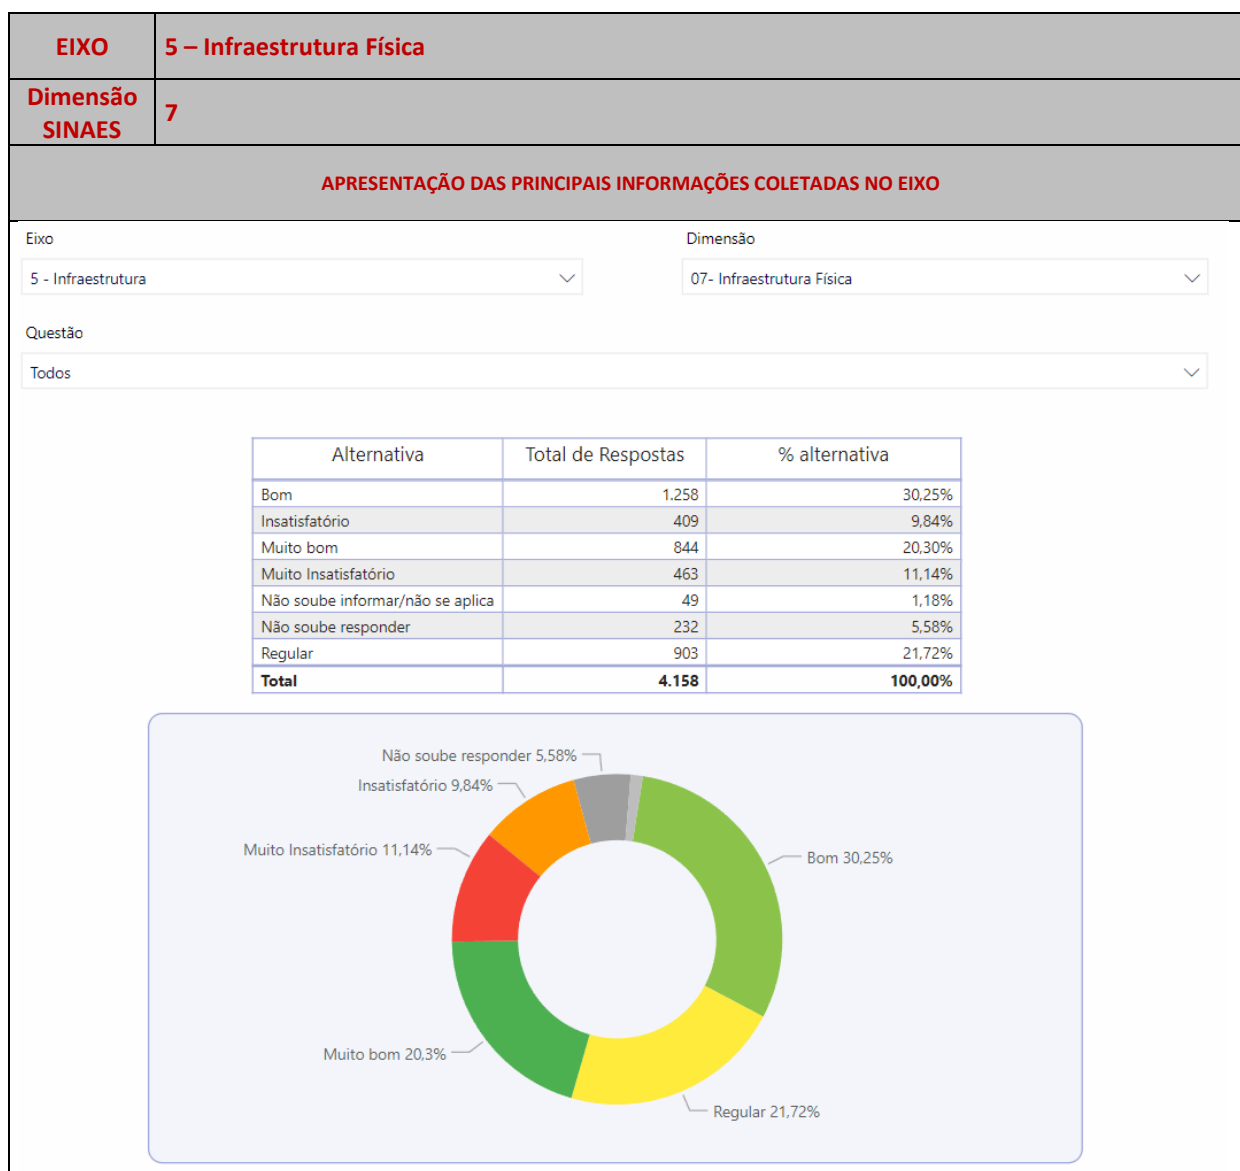 EIXO 5 – Infraestrutura Física
Dimensão SINAES 7
APRESENTAÇÃO DAS PRINCIPAIS INFORMAÇÕES COLETADAS NO EIXO
Eixo Dimensão
5 - Infraestrutura 07- Infraestrutura Física
Questão
Todos
Alternativa Total de Respostas % alternativa
Bom 1.258 30,25%
Insatisfatório 409 9,84%
Muito bom 844 20,30%
Muito Insatisfatório 463 11,14%
Não soube informar/não se aplica 49 1,18%
Não soube responder 232 5,58%
Regular 903 21,72%
Total 4.158 100,00%
Não soube responder 5,58%
Insatisfatório 9,84%
Muito Insatisfatório 11,14%
Bom 30,25%
Muito bom 20,3%
Regular 21,72%